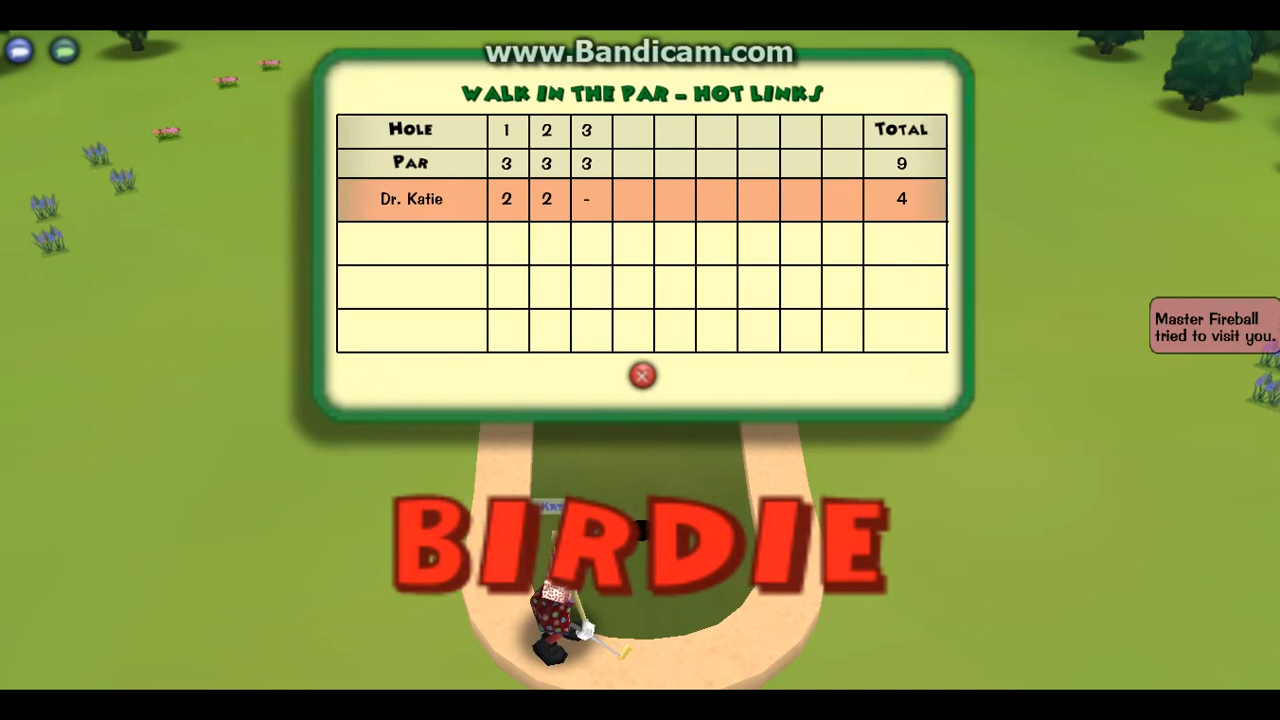 www.Bandicam.com
WALK IN THE PAR - HOT LINKS
HOLE 1 2 3 TOTAL
PAR 3 3 3 9
Dr. Katie 2 2 - 4
Master Fireball
tried to visit you.
BIRDIE